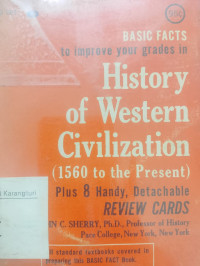 BASIC FACTS
to improve your grades in
History
of Western
Civilization
(1560 to the Present)
Plus 8 Handy, Detachable
REVIEW CARDS
N C. SHERRY, Ph.D., Professor of History
Pace College, New York, New York
l standard textbooks covered in
preparing this BASIC FACT Book.
Karangturi